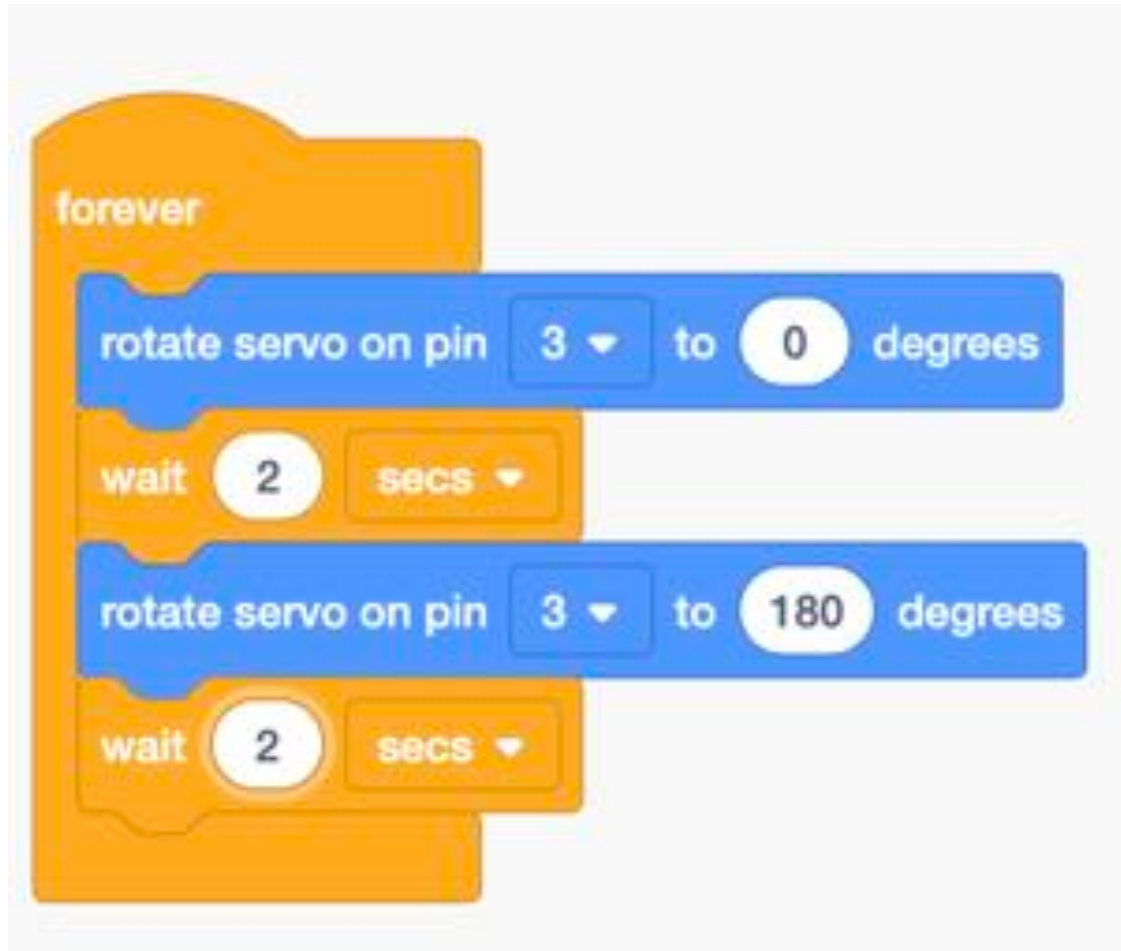 forever
rotate servo on pin 3 to 0 degrees
wait 2 secs
rotate servo on pin 3 to 180 degrees
wait 2 secs